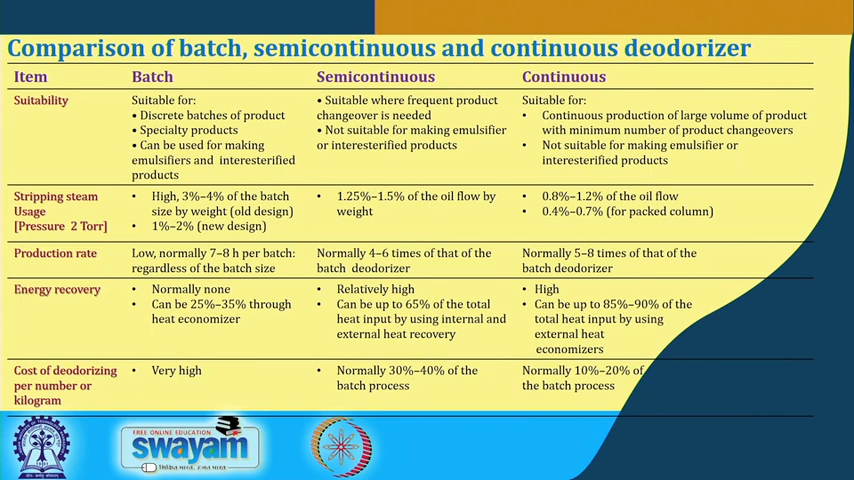 Comparison of batch, semicontinuous and continuous deodorizer
Item
Batch
Semicontinuous
Continuous
Suitability
Suitable for:
• Discrete batches of product
• Specialty products
• Can be used for making
emulsifiers and interesterified
products
• Suitable where frequent product
changeover is needed
• Not suitable for making emulsifier
or interesterified products
Suitable for:
• Continuous production of large volume of product
with minimum number of product changeovers
• Not suitable for making emulsifier or
interesterified products
Stripping steam
Usage
[Pressure 2 Torr]
• High, 3%–4% of the batch
size by weight (old design)
• 1%–2% (new design)
• 1.25%–1.5% of the oil flow by
weight
• 0.8%–1.2% of the oil flow
• 0.4%–0.7% (for packed column)
Production rate
Low, normally 7–8 h per batch:
regardless of the batch size
Normally 4–6 times of that of the
batch deodorizer
Normally 5–8 times of that of the
batch deodorizer
Energy recovery
• Normally none
• Can be 25%–35% through
heat economizer
• Relatively high
• Can be up to 65% of the total
heat input by using internal and
external heat recovery
• High
• Can be up to 85%–90% of the
total heat input by using
external heat
economizers
Cost of deodorizing
per number or
kilogram
• Very high
• Normally 30%–40% of the
batch process
Normally 10%–20% of
the batch process
FREE ONLINE EDUCATION
swayam